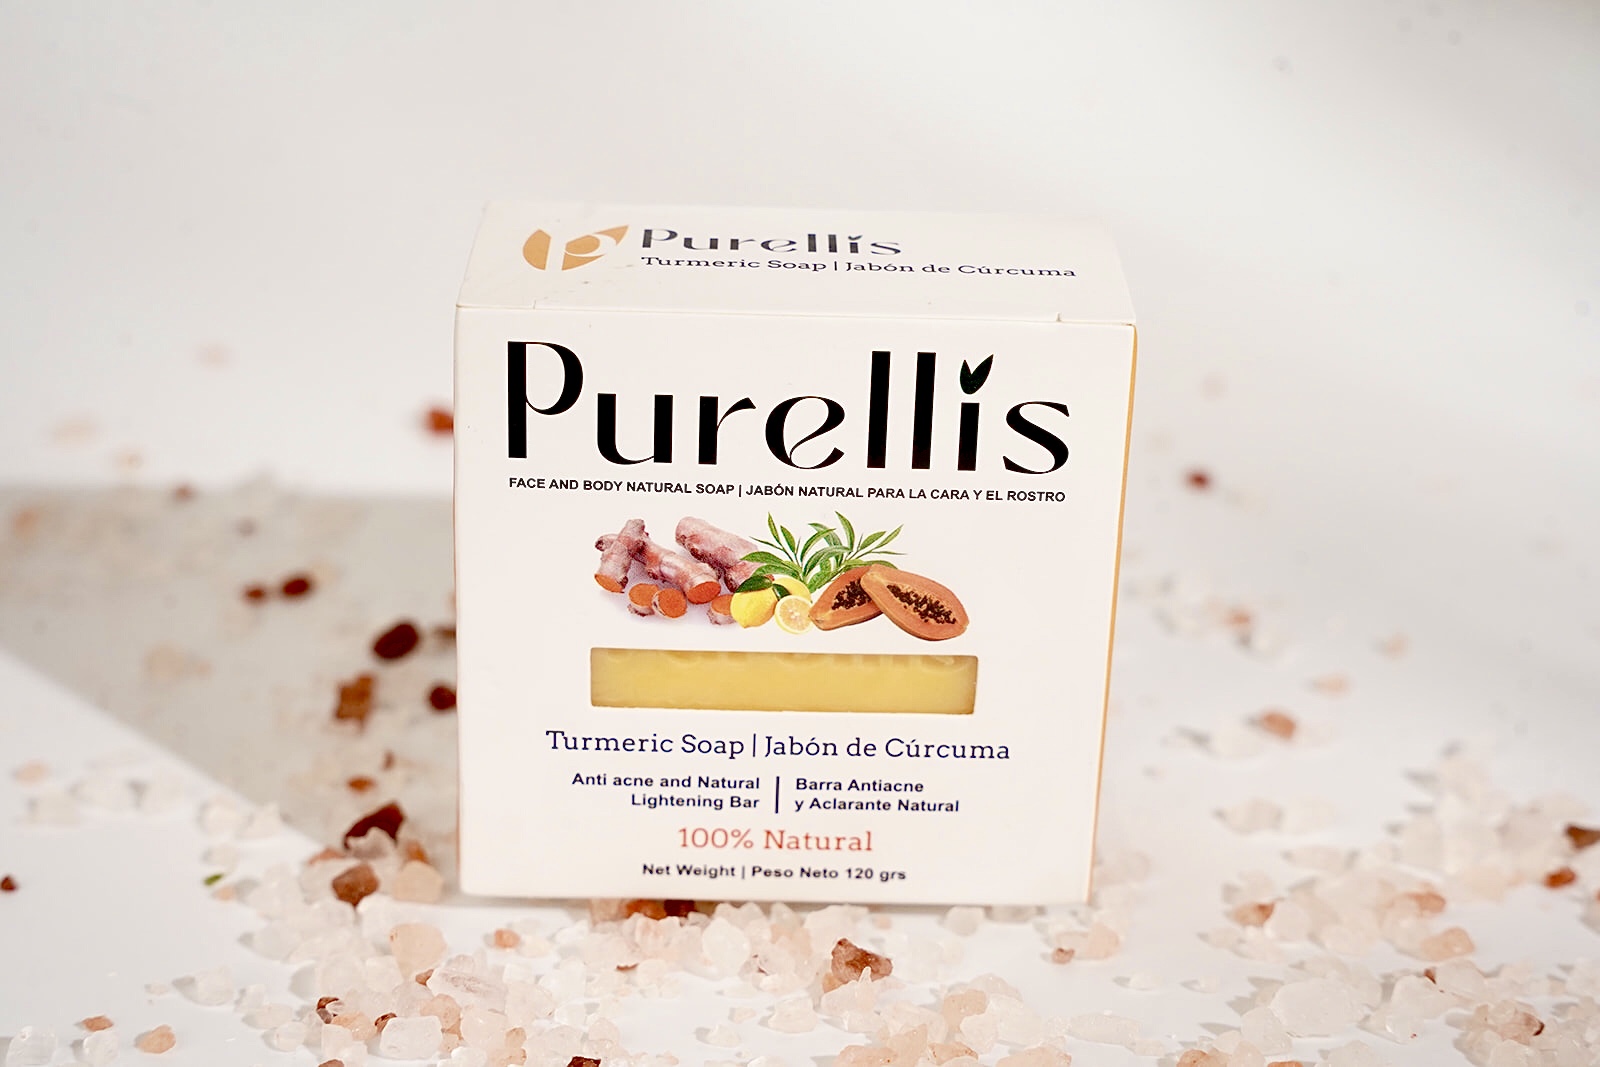 Purellis
Turmeric Soap | Jabón de Cúrcuma
Purellis
FACE AND BODY NATURAL SOAP | JABÓN NATURAL PARA LA CARA Y EL ROSTRO
Turmeric Soap | Jabón de Cúrcuma
Anti acne and Natural
Lightening Bar
Barra Antiacne
y Aclarante Natural
100% Natural
Net Weight | Peso Neto 120 grs